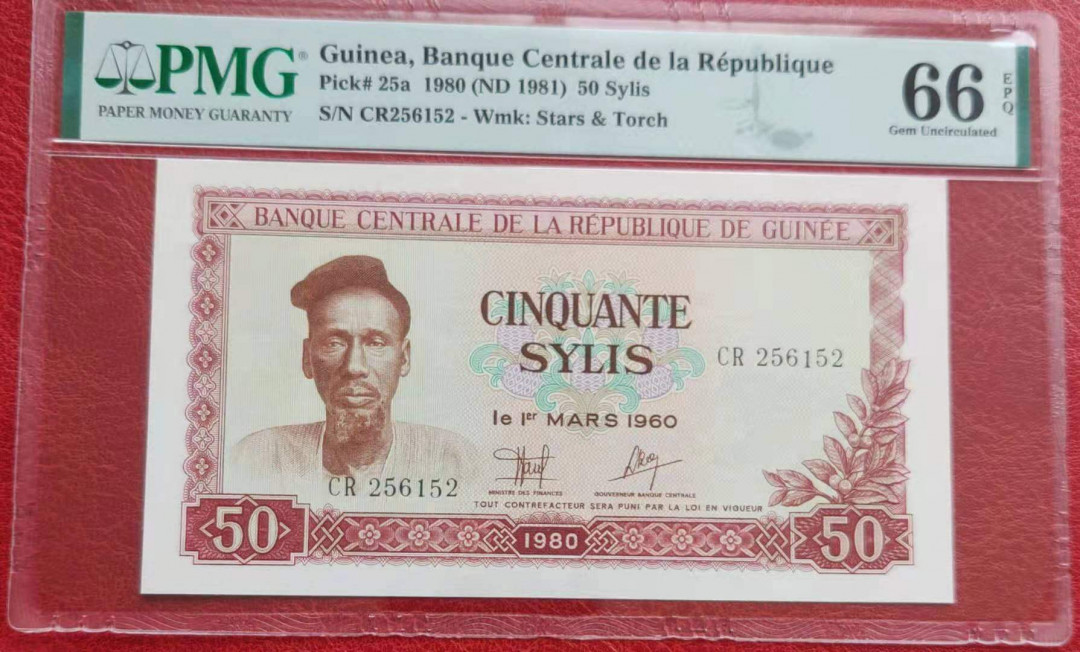 PMG
PAPER MONEY GUARANTY
Guinea, Banque Centrale de la République
Pick# 25a 1980 (ND 1981) 50 Sylis
S/N CR256152 - Wmk: Stars & Torch
66
EPQ
Gem Uncirculated
BANQUE CENTRALE DE LA RÉPUBLIQUE DE GUINÉE
CINQUANTE
SYLIS
CR 256152
le 1er MARS 1960
CR 256152
MINISTRE DES FINANCES
GOUVERNEUR BANQUE CENTRALE
TOUT CONTREFACTEUR SERA PUNI PAR LA LOI EN VIGUEUR
50
1980
50